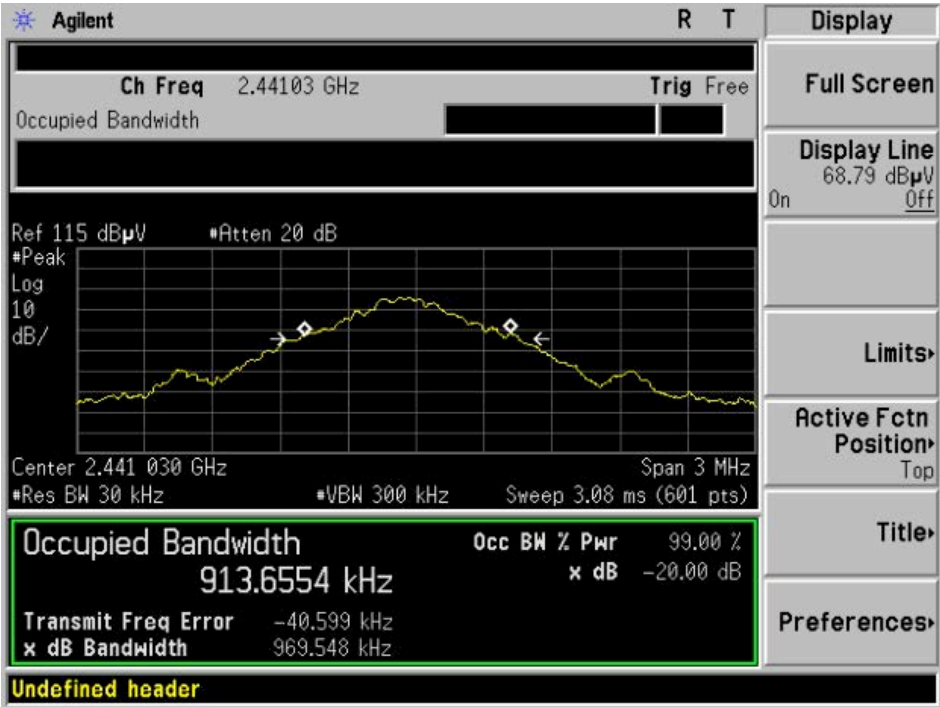 Agilent R T
Ch Freq 2.44103 GHz Trig Free
Occupied Bandwidth
Ref 115 dBµV #Atten 20 dB
#Peak
Log
10
dB/
Center 2.441 030 GHz Span 3 MHz
#Res BW 30 kHz #VBW 300 kHz Sweep 3.08 ms (601 pts)
Occupied Bandwidth Occ BW % Pwr 99.00 %
913.6554 kHz x dB -20.00 dB
Transmit Freq Error -40.599 kHz
x dB Bandwidth 969.548 kHz
Undefined header
Display
Full Screen
Display Line
68.79 dBµV
On Off
Limits
Active Fctn
Position
Top
Title
Preferences